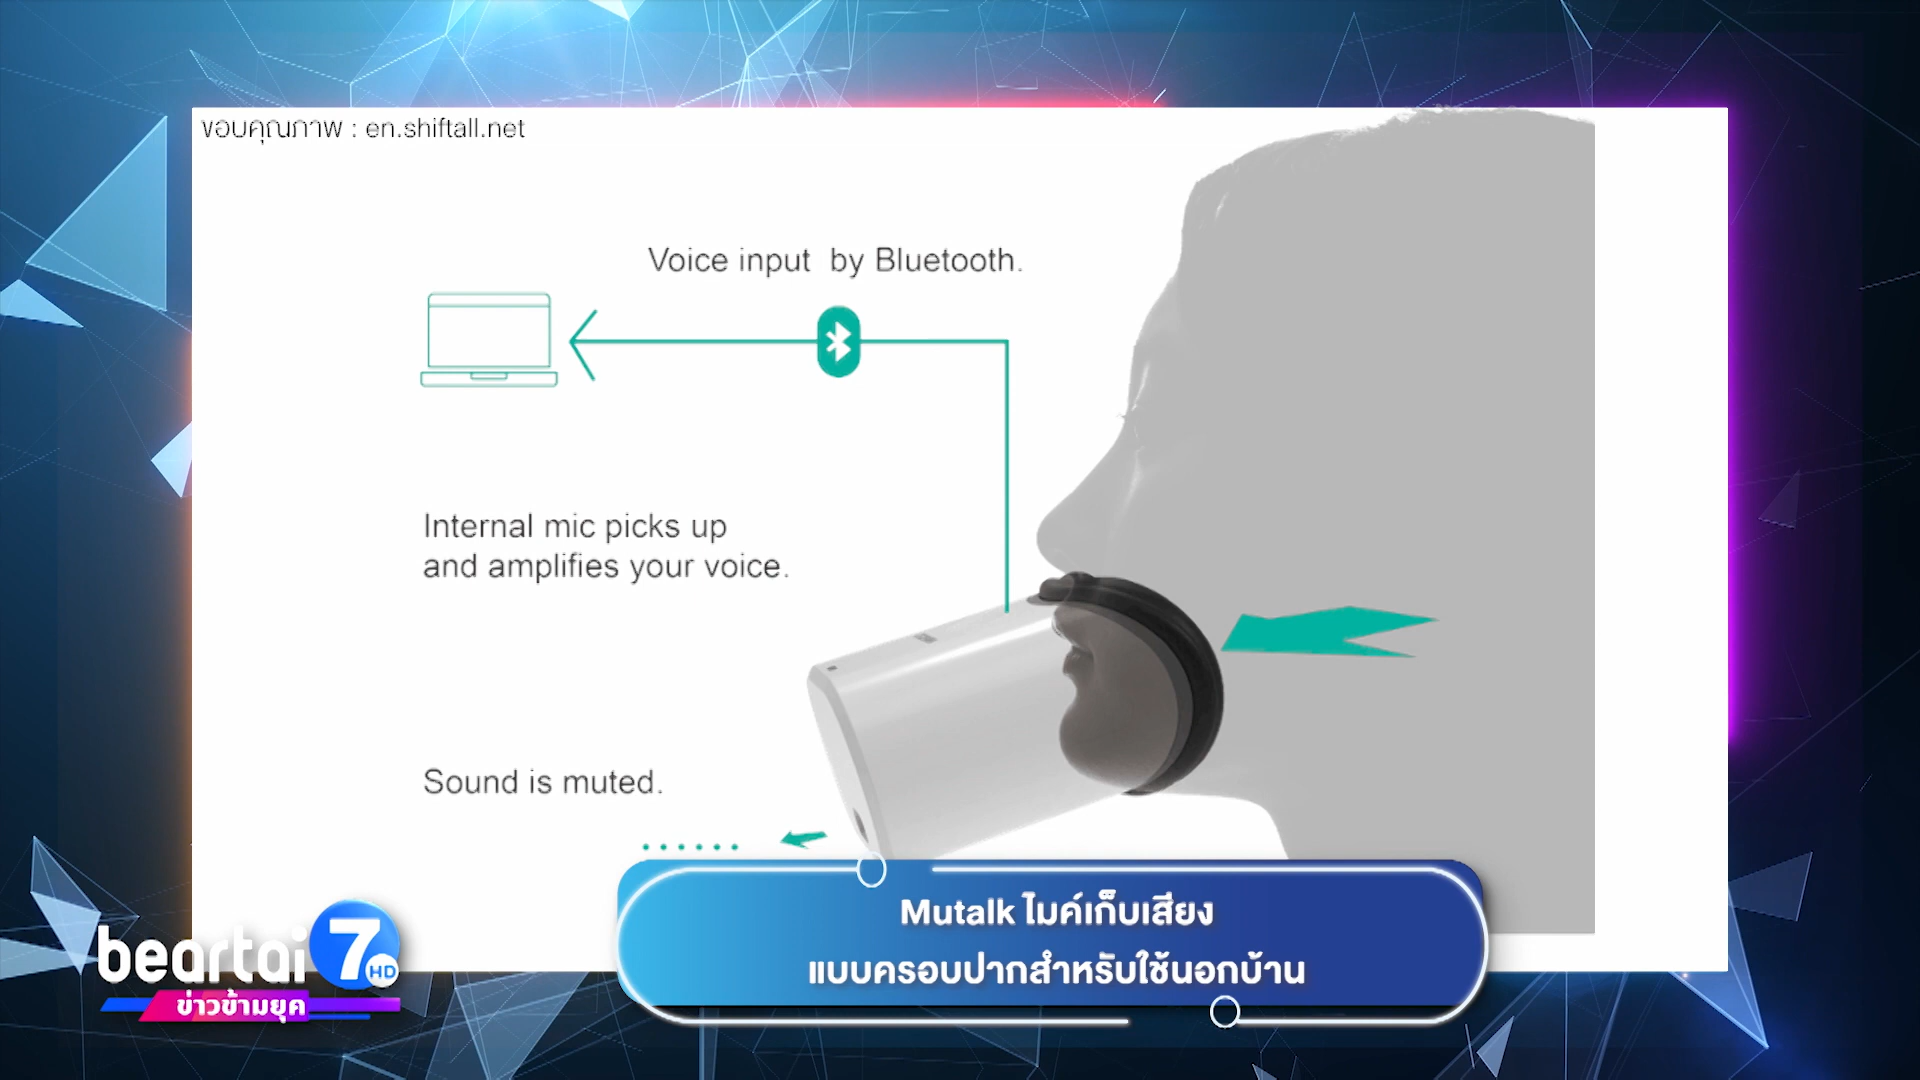 ขอบคุณภาพ : en.shiftall.net
Voice input by Bluetooth.
Internal mic picks up
and amplifies your voice.
Sound is muted.
Mutalk ไมค์เก็บเสียง
แบบครอบปากสำหรับใช้นอกบ้าน
beartai 7HD
ข่าวข้ามยุค